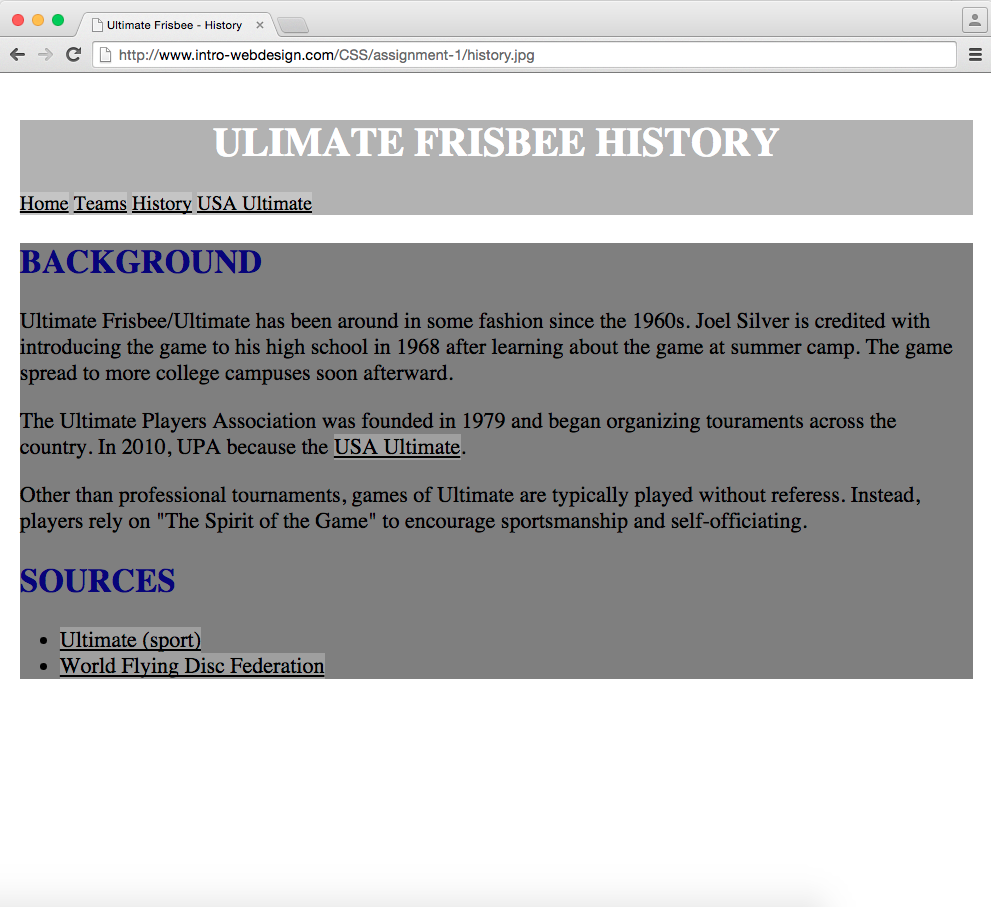 Ultimate Frisbee - History
http://www.intro-webdesign.com/CSS/assignment-1/history.jpg
ULIMATE FRISBEE HISTORY
Home Teams History USA Ultimate
BACKGROUND
Ultimate Frisbee/Ultimate has been around in some fashion since the 1960s. Joel Silver is credited with
introducing the game to his high school in 1968 after learning about the game at summer camp. The game
spread to more college campuses soon afterward.
The Ultimate Players Association was founded in 1979 and began organizing touraments across the
country. In 2010, UPA because the USA Ultimate.
Other than professional tournaments, games of Ultimate are typically played without referess. Instead,
players rely on "The Spirit of the Game" to encourage sportsmanship and self-officiating.
SOURCES
• Ultimate (sport)
• World Flying Disc Federation